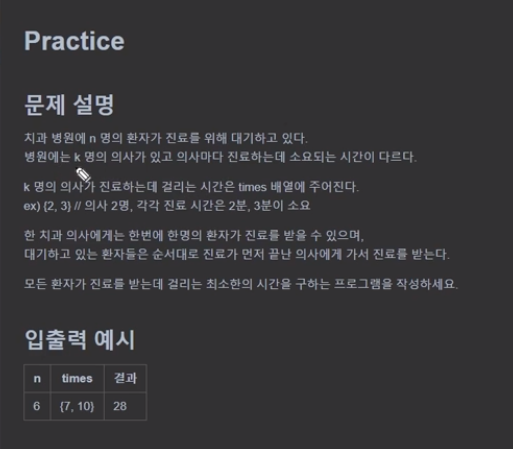 Practice
문제 설명
치과 병원에 n 명의 환자가 진료를 위해 대기하고 있다.
병원에는 k 명의 의사가 있고 의사마다 진료하는데 소요되는 시간이 다르다.
k 명의 의사가 진료하는데 걸리는 시간은 times 배열에 주어진다.
ex) {2, 3} // 의사 2명, 각각 진료 시간은 2분, 3분이 소요
한 치과 의사에게는 한번에 한명의 환자가 진료를 받을 수 있으며,
대기하고 있는 환자들은 순서대로 진료가 먼저 끝난 의사에게 가서 진료를 받는다.
모든 환자가 진료를 받는데 걸리는 최소한의 시간을 구하는 프로그램을 작성하세요.
입출력 예시
n times 결과
6 {7, 10} 28